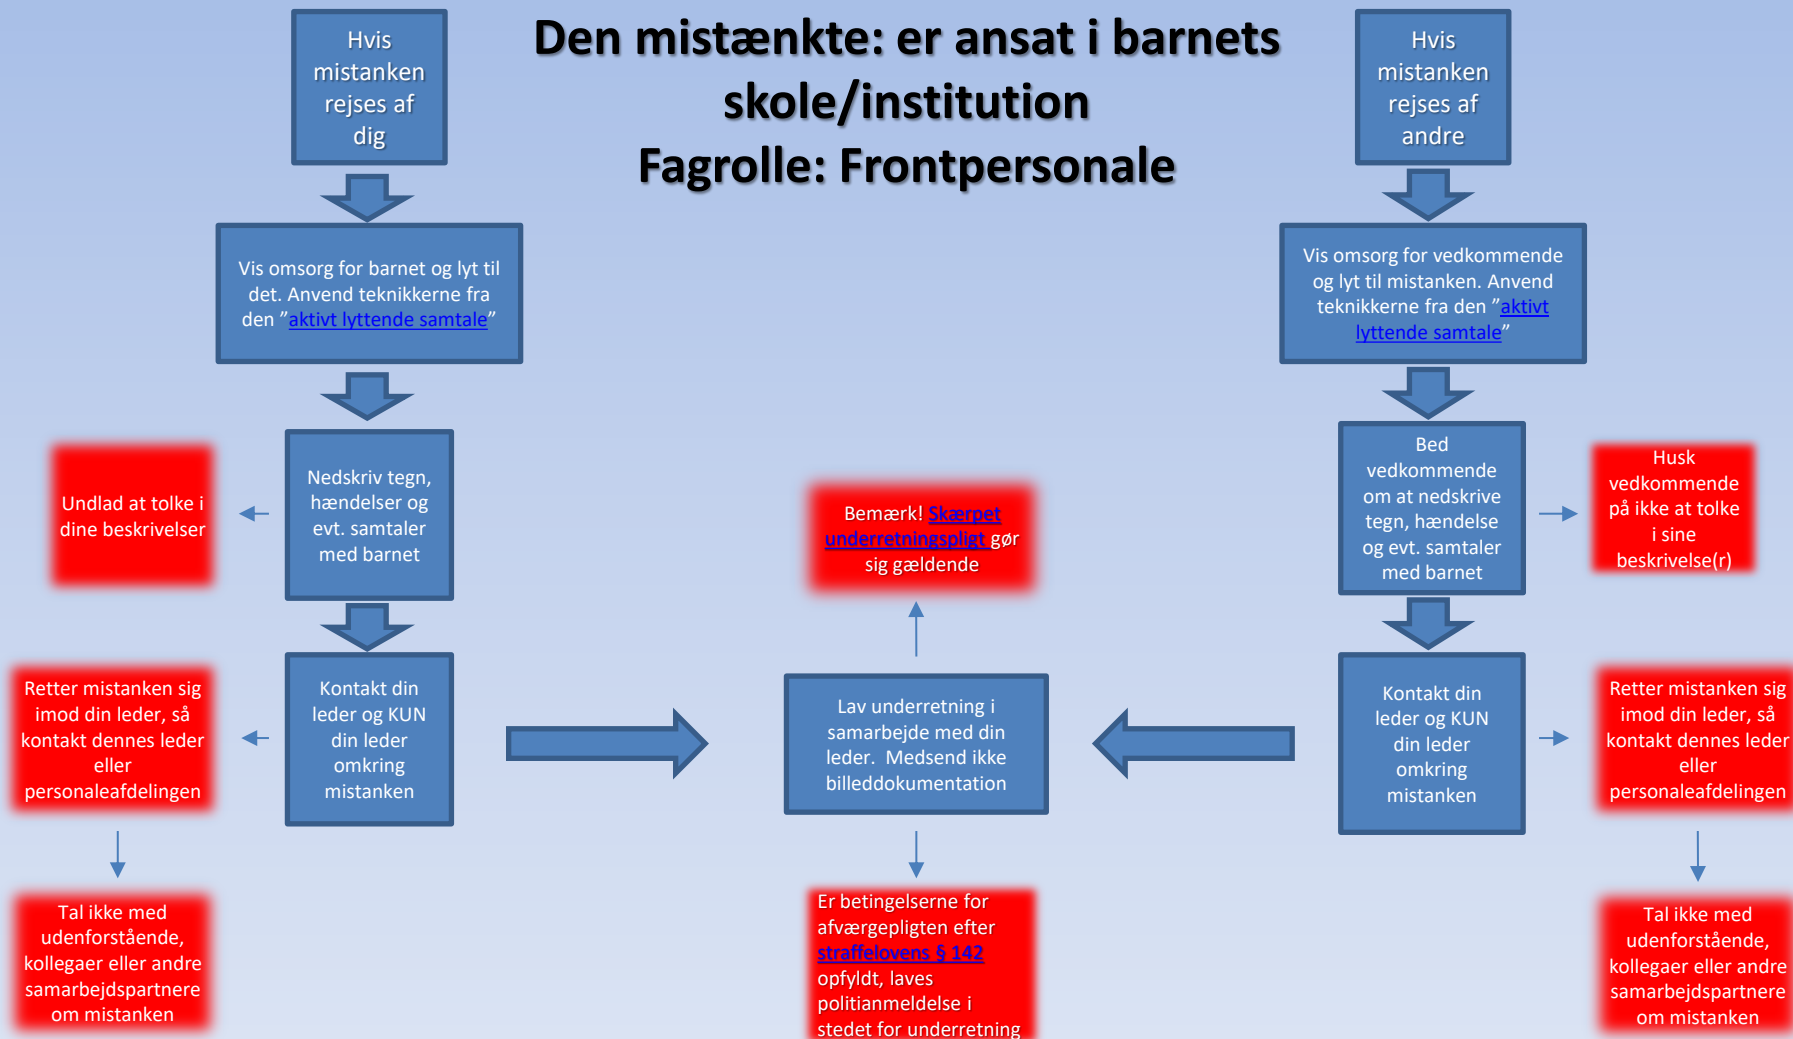 Den mistænkte: er ansat i barnets
skole/institution
Fagrolle: Frontpersonale
Hvis
mistanken
rejses af
dig
Vis omsorg for barnet og lyt til
det. Anvend teknikkerne fra
den ”aktivt lyttende samtale”
Nedskriv tegn,
hændelser og
evt. samtaler
med barnet
Undlad at tolke i
dine beskrivelser
Kontakt din
leder og KUN
din leder
omkring
mistanken
Retter mistanken sig
imod din leder, så
kontakt dennes leder
eller
personaleafdelingen
Tal ikke med
udenforstående,
kollegaer eller andre
samarbejdspartnere
om mistanken
Bemærk! Skærpet
underretningspligt gør
sig gældende
Lav underretning i
samarbejde med din
leder. Medsend ikke
billeddokumentation
Er betingelserne for
afværgepligten efter
straffelovens § 142
opfyldt, laves
politianmeldelse i
stedet for underretning
Hvis
mistanken
rejses af
andre
Vis omsorg for vedkommende
og lyt til mistanken. Anvend
teknikkerne fra den ”aktivt
lyttende samtale”
Bed
vedkommende
om at nedskrive
tegn, hændelse
og evt. samtaler
med barnet
Husk
vedkommende
på ikke at tolke
i sine
beskrivelse(r)
Kontakt din
leder og KUN
din leder
omkring
mistanken
Retter mistanken sig
imod din leder, så
kontakt dennes leder
eller
personaleafdelingen
Tal ikke med
udenforstående,
kollegaer eller andre
samarbejdspartnere
om mistanken